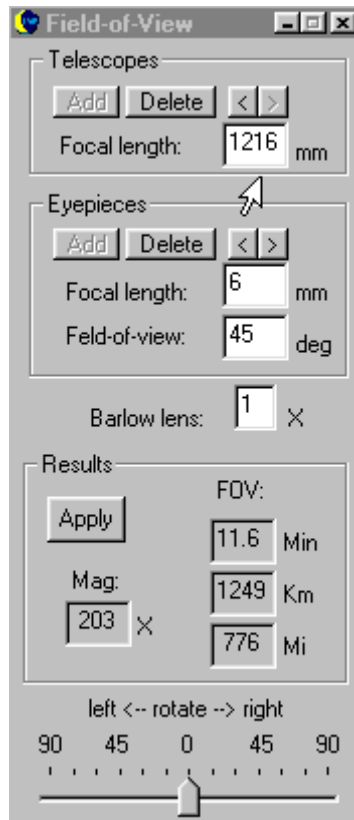 Field-of-View
Telescopes
Add Delete < >
Focal length: 1216 mm
Eyepieces
Add Delete < >
Focal length: 6 mm
Feld-of-view: 45 deg
Barlow lens: 1 X
Results
FOV:
Apply
11.6 Min
Mag:
1249 Km
203 X
776 Mi
left <-- rotate --> right
90 45 0 45 90